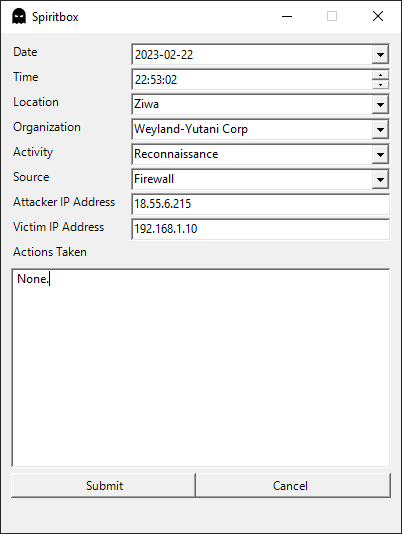 Spiritbox
Date 2023-02-22
Time 22:53:02
Location Ziwa
Organization Weyland-Yutani Corp
Activity Reconnaissance
Source Firewall
Attacker IP Address 18.55.6.215
Victim IP Address 192.168.1.10
Actions Taken
None.
Submit Cancel